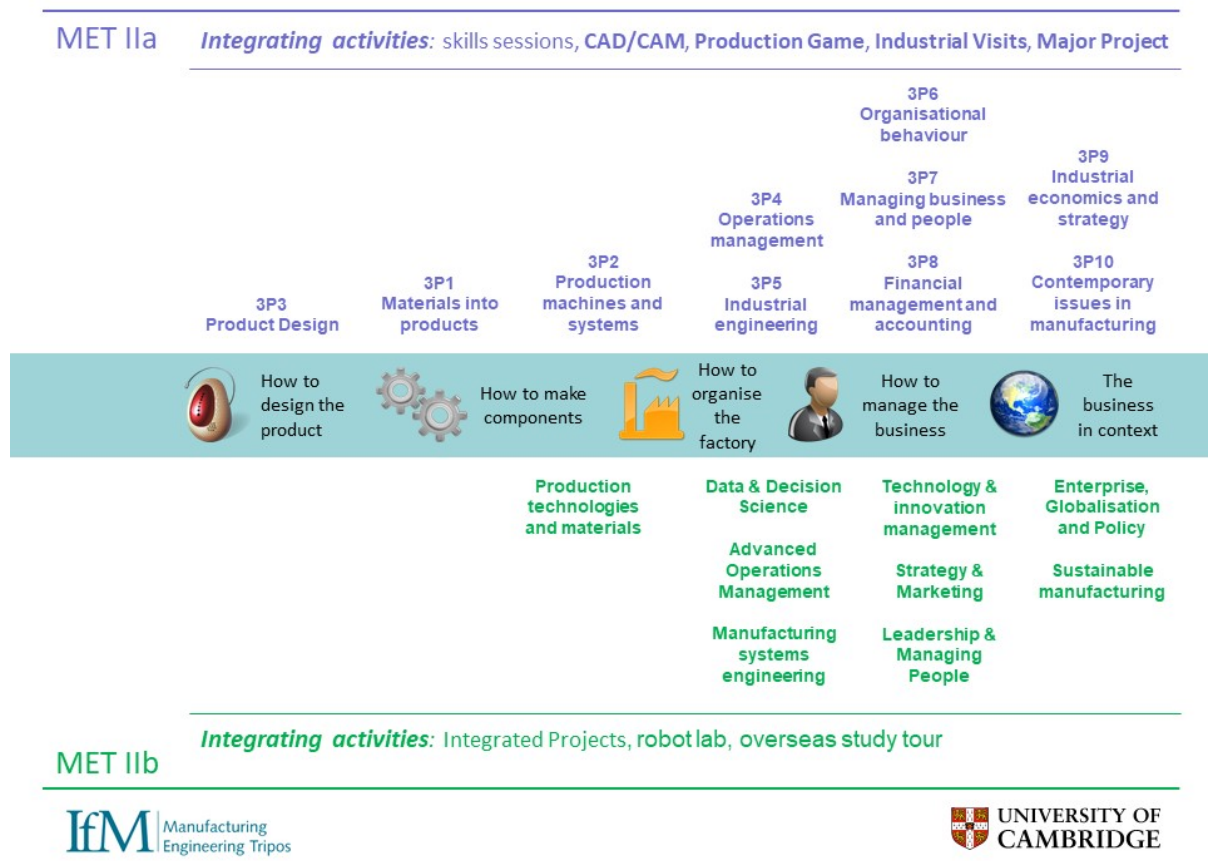 MET IIa
Integrating activities: skills sessions, CAD/CAM, Production Game, Industrial Visits, Major Project
3P3
Product Design
3P1
Materials into
products
3P2
Production
machines and
systems
3P4
Operations
management
3P5
Industrial
engineering
3P6
Organisational
behaviour
3P7
Managing business
and people
3P8
Financial
management and
accounting
3P9
Industrial
economics and
strategy
3P10
Contemporary
issues in
manufacturing
How to
design the
product
How to make
components
How to
organise
the
factory
How to
manage the
business
The
business
in context
Production
technologies
and materials
Data & Decision
Science
Advanced
Operations
Management
Manufacturing
systems
engineering
Technology &
innovation
management
Strategy &
Marketing
Leadership &
Managing
People
Enterprise,
Globalisation
and Policy
Sustainable
manufacturing
Integrating activities: Integrated Projects, robot lab, overseas study tour
MET IIb
IfM
Manufacturing
Engineering Tripos
UNIVERSITY OF
CAMBRIDGE